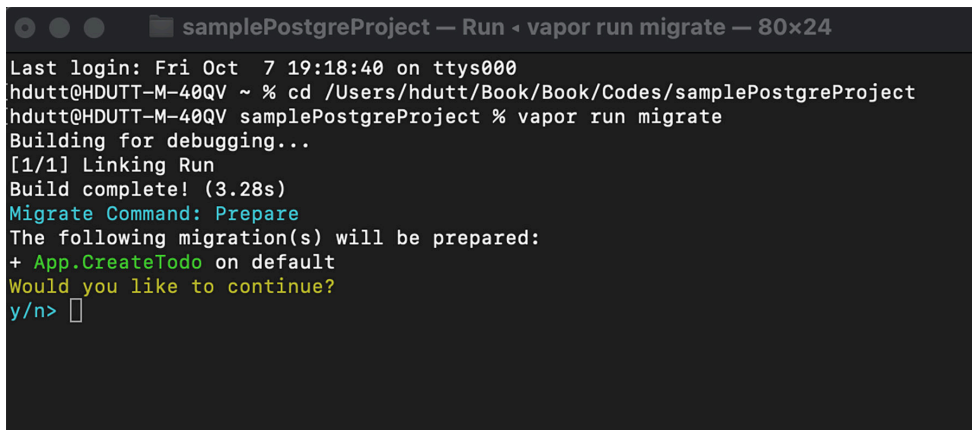 samplePostgreProject — Run ◂ vapor run migrate — 80×24
Last login: Fri Oct  7 19:18:40 on ttys000
[hdutt@HDUTT-M-40QV ~ % cd /Users/hdutt/Book/Book/Codes/samplePostgreProject
[hdutt@HDUTT-M-40QV samplePostgreProject % vapor run migrate
Building for debugging...
[1/1] Linking Run
Build complete! (3.28s)
Migrate Command: Prepare
The following migration(s) will be prepared:
+ App.CreateTodo on default
Would you like to continue?
y/n>